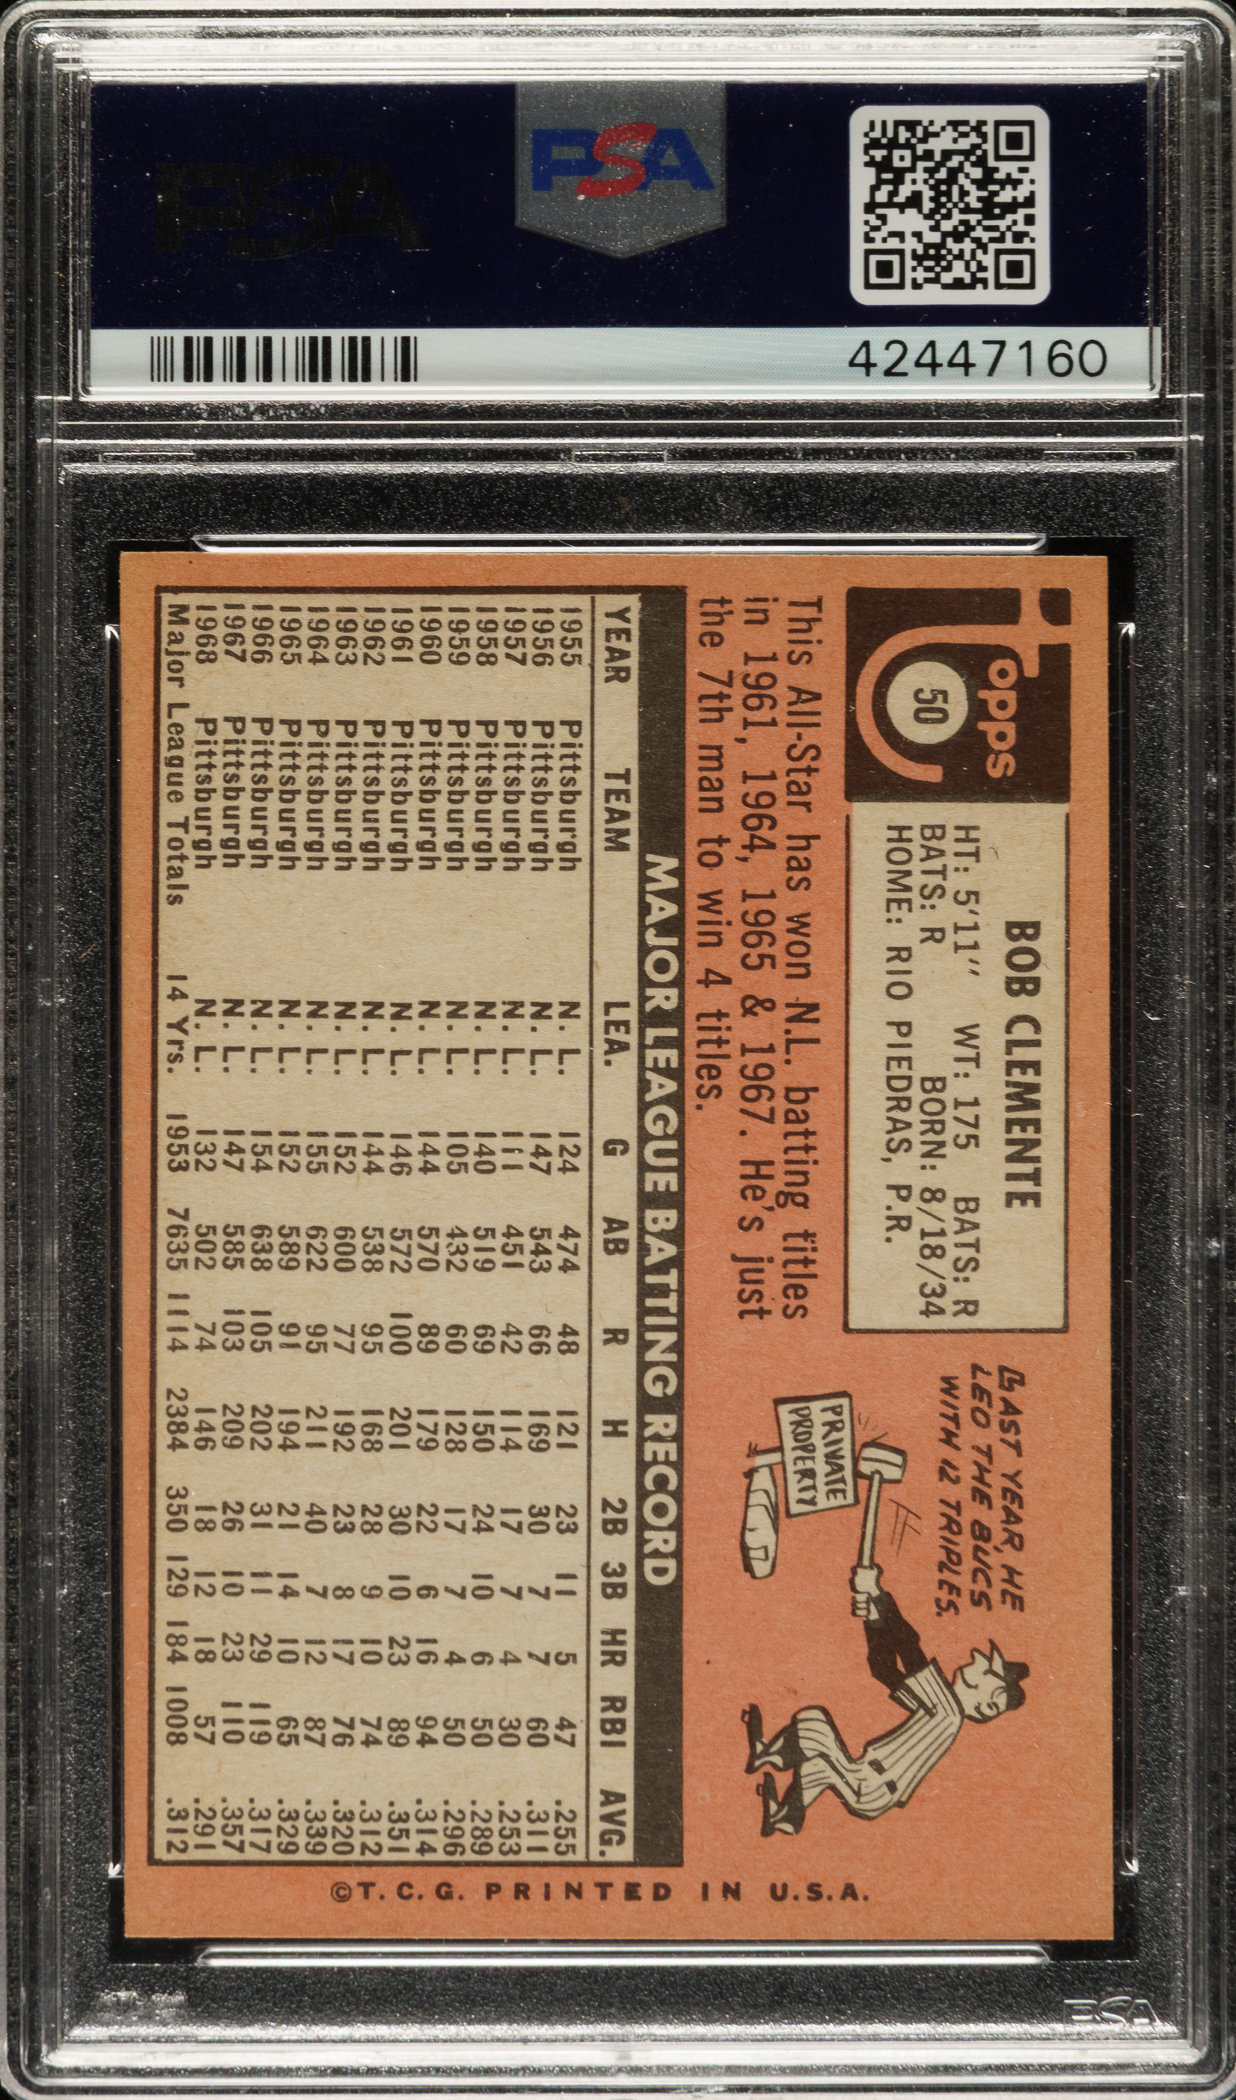 PSA
PSA
42447160
Topps
50
BOB CLEMENTE
HT: 5'11" WT: 175 BATS: R
BATS: R BORN: 8/18/34
HOME: RIO PIEDRAS, P.R.
LAST YEAR, HE
LED THE BUCS
WITH 12 TRIPLES.
PRIVATE
PROPERTY
This All-Star has won N.L. batting titles
in 1961, 1964, 1965 & 1967. He's just
the 7th man to win 4 titles.
MAJOR LEAGUE BATTING RECORD
YEAR TEAM LEA. G AB R H 2B 3B HR RBI AVG.
1955 Pittsburgh N. L. 124 474 48 121 23 11 5 47 .255
1956 Pittsburgh N. L. 147 543 66 169 30 7 7 60 .311
1957 Pittsburgh N. L. 111 451 42 114 17 7 4 30 .253
1958 Pittsburgh N. L. 140 519 69 150 24 10 6 50 .289
1959 Pittsburgh N. L. 105 432 60 128 17 7 4 50 .296
1960 Pittsburgh N. L. 144 570 89 179 22 6 16 94 .314
1961 Pittsburgh N. L. 146 572 100 201 30 10 23 89 .351
1962 Pittsburgh N. L. 144 538 95 168 28 9 10 74 .312
1963 Pittsburgh N. L. 152 600 77 192 23 8 17 76 .320
1964 Pittsburgh N. L. 155 622 95 211 40 7 12 87 .339
1965 Pittsburgh N. L. 152 589 91 194 21 14 10 65 .329
1966 Pittsburgh N. L. 154 638 105 202 31 11 29 119 .317
1967 Pittsburgh N. L. 147 585 103 209 26 10 23 110 .357
1968 Pittsburgh N. L. 132 502 74 146 18 12 18 57 .291
Major League Totals 14 Yrs. 1953 7635 1114 2384 350 129 184 1008 .312
©T. C. G. PRINTED IN U.S.A.
PSA